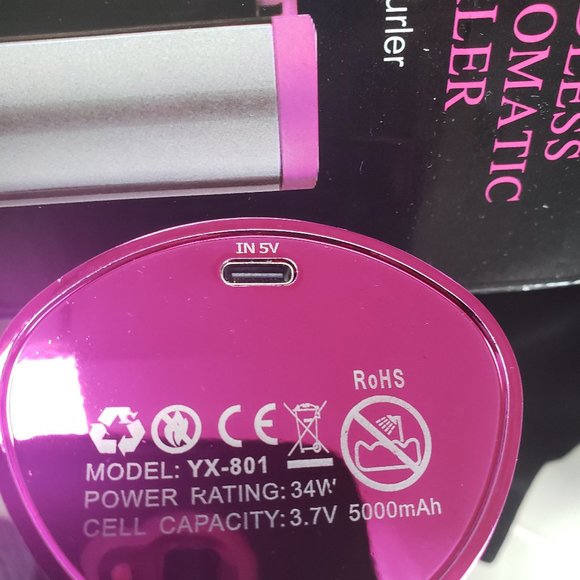 urler
LESS
OMATIC
LER
IN 5V
CE
RoHS
MODEL: YX-801
POWER RATING: 34W
CELL CAPACITY: 3.7V 5000mAh